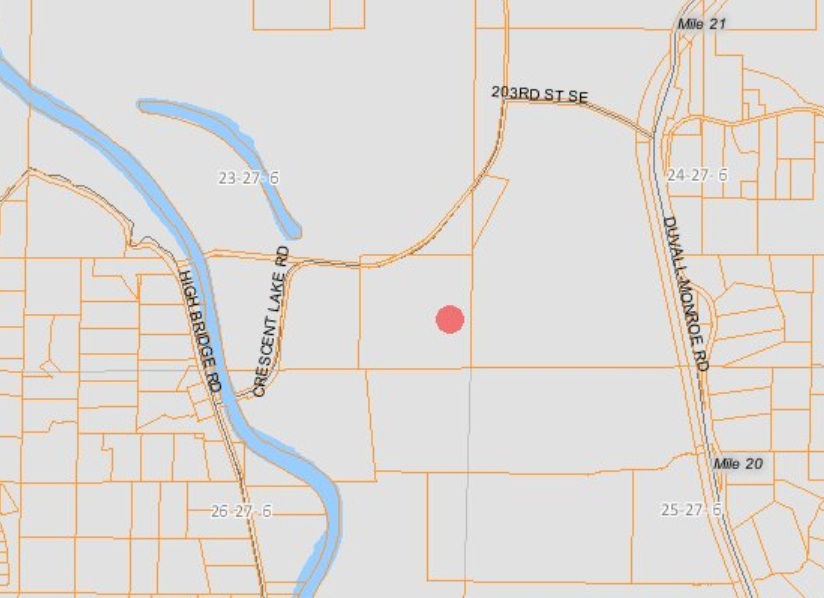 Mile 21
203RD ST SE
23-27-6
24-27-6
DUVALL-MONROE RD
CRESCENT LAKE RD
HIGH BRIDGE RD
Mile 20
26-27-6
25-27-6